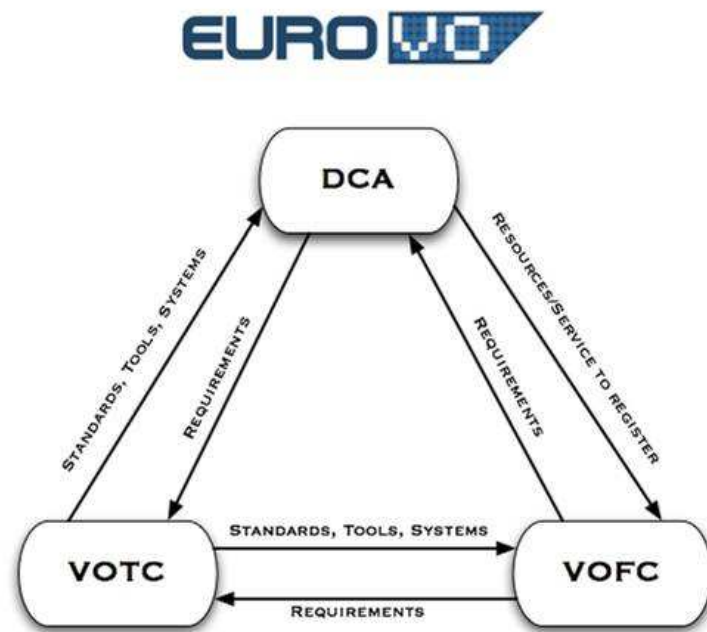 EURO VO
DCA
STANDARDS, TOOLS, SYSTEMS
REQUIREMENTS
REQUIREMENTS
RESOURCES/SERVICE TO REGISTER
STANDARDS, TOOLS, SYSTEMS
VOTC
VOFC
REQUIREMENTS